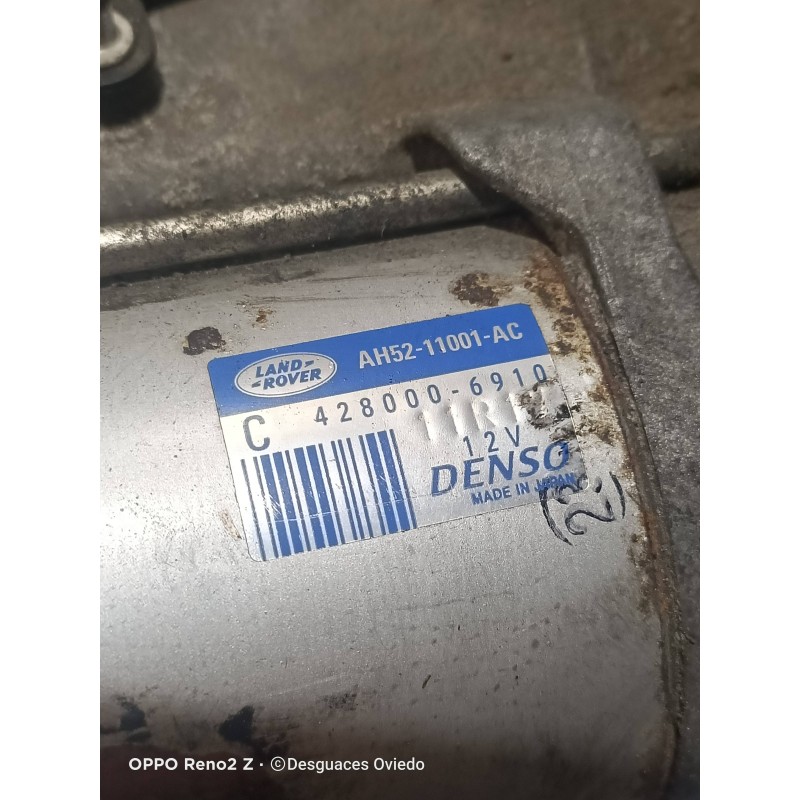 LAND ROVER
AH52-11001-AC
C 428000-6910
12V
DENSO
MADE IN JAPAN
OPPO Reno2 Z · ©Desguaces Oviedo